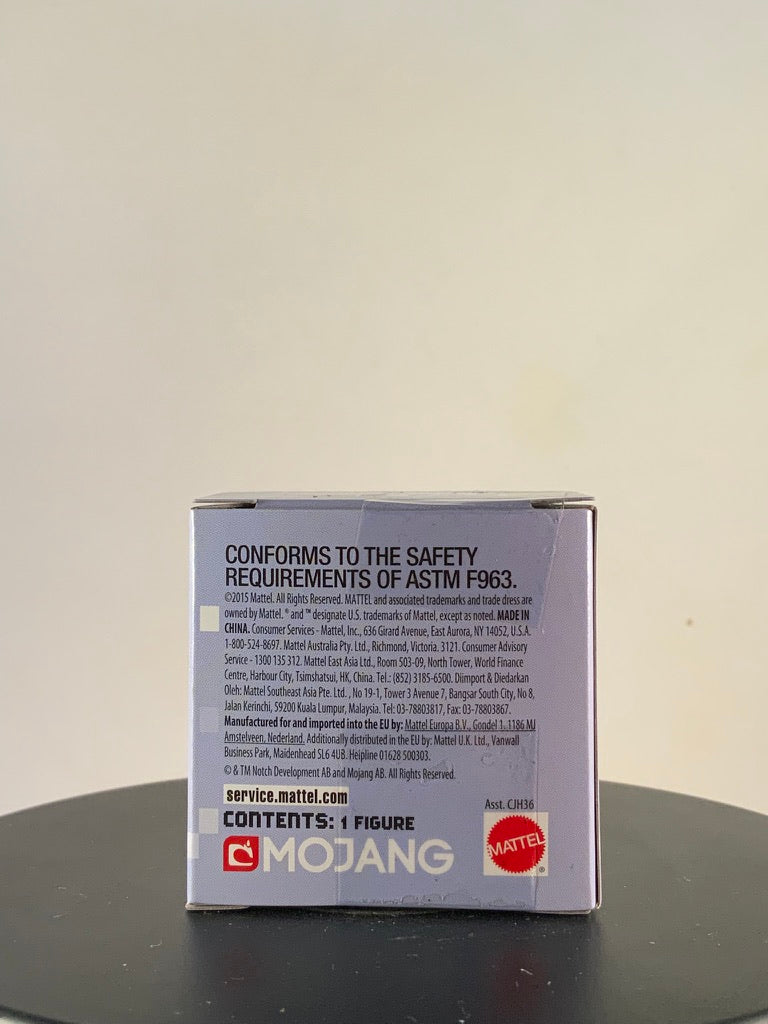 CONFORMS TO THE SAFETY
REQUIREMENTS OF ASTM F963.
©2015 Mattel. All Rights Reserved. MATTEL and associated trademarks and trade dress are
owned by Mattel. ® and ™ designate U.S. trademarks of Mattel, except as noted. MADE IN
CHINA. Consumer Services - Mattel, Inc., 636 Girard Avenue, East Aurora, NY 14052, U.S.A.
1-800-524-8697. Mattel Australia Pty. Ltd., Richmond, Victoria. 3121. Consumer Advisory
Service - 1300 135 312. Mattel East Asia Ltd., Room 503-09, North Tower, World Finance
Centre, Harbour City, Tsimshatsui, HK, China. Tel.: (852) 3185-6500. Diimport & Diedarkan
Oleh: Mattel Southeast Asia Pte. Ltd. , No 19-1, Tower 3 Avenue 7, Bangsar South City, No 8,
Jalan Kerinchi, 59200 Kuala Lumpur, Malaysia. Tel: 03-78803817, Fax: 03-78803867.
Manufactured for and imported into the EU by: Mattel Europa B.V., Gondel 1, 1186 MJ
Amstelveen, Nederland. Additionally distributed in the EU by: Mattel U.K. Ltd., Vanwall
Business Park, Maidenhead SL6 4UB. Helpline 01628 500303.
© & TM Notch Development AB and Mojang AB. All Rights Reserved.
service.mattel.com
Asst. CJH36
CONTENTS: 1 FIGURE
MOJANG
MATTEL
®